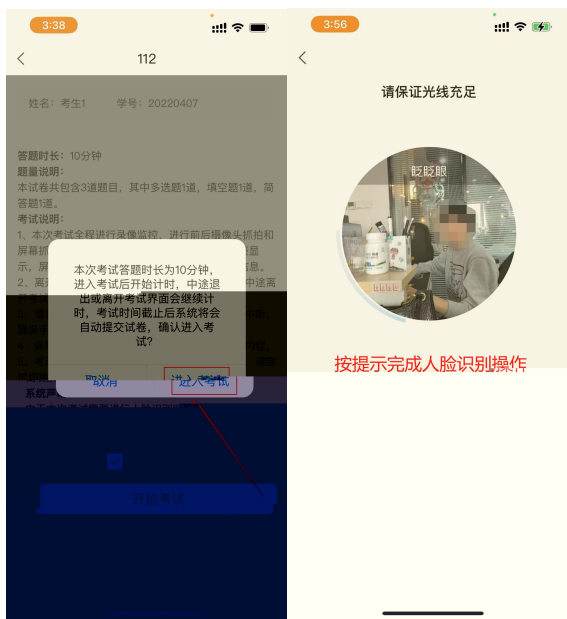 3:38
112
姓名：考生1 学号：20220407
答题时长：10分钟
题量说明：
本试卷共包含3道题目，其中多选题1道，填空题1道，简
答题1道。
考试说明：
1、本次考试全程进行录像监控，进行前后摄像头抓拍和
屏幕抓
示，屏
息。
2、离
中途离
本次考试答题时长为10分钟，
进入考试后开始计时，中途退
出或离开考试界面会继续计
时，考试时间截止后系统将会
自动提交试卷，确认进入考
试？
取消 进入考试
系统声
开始考试
3:56
请保证光线充足
眨眨眼
按提示完成人脸识别操作